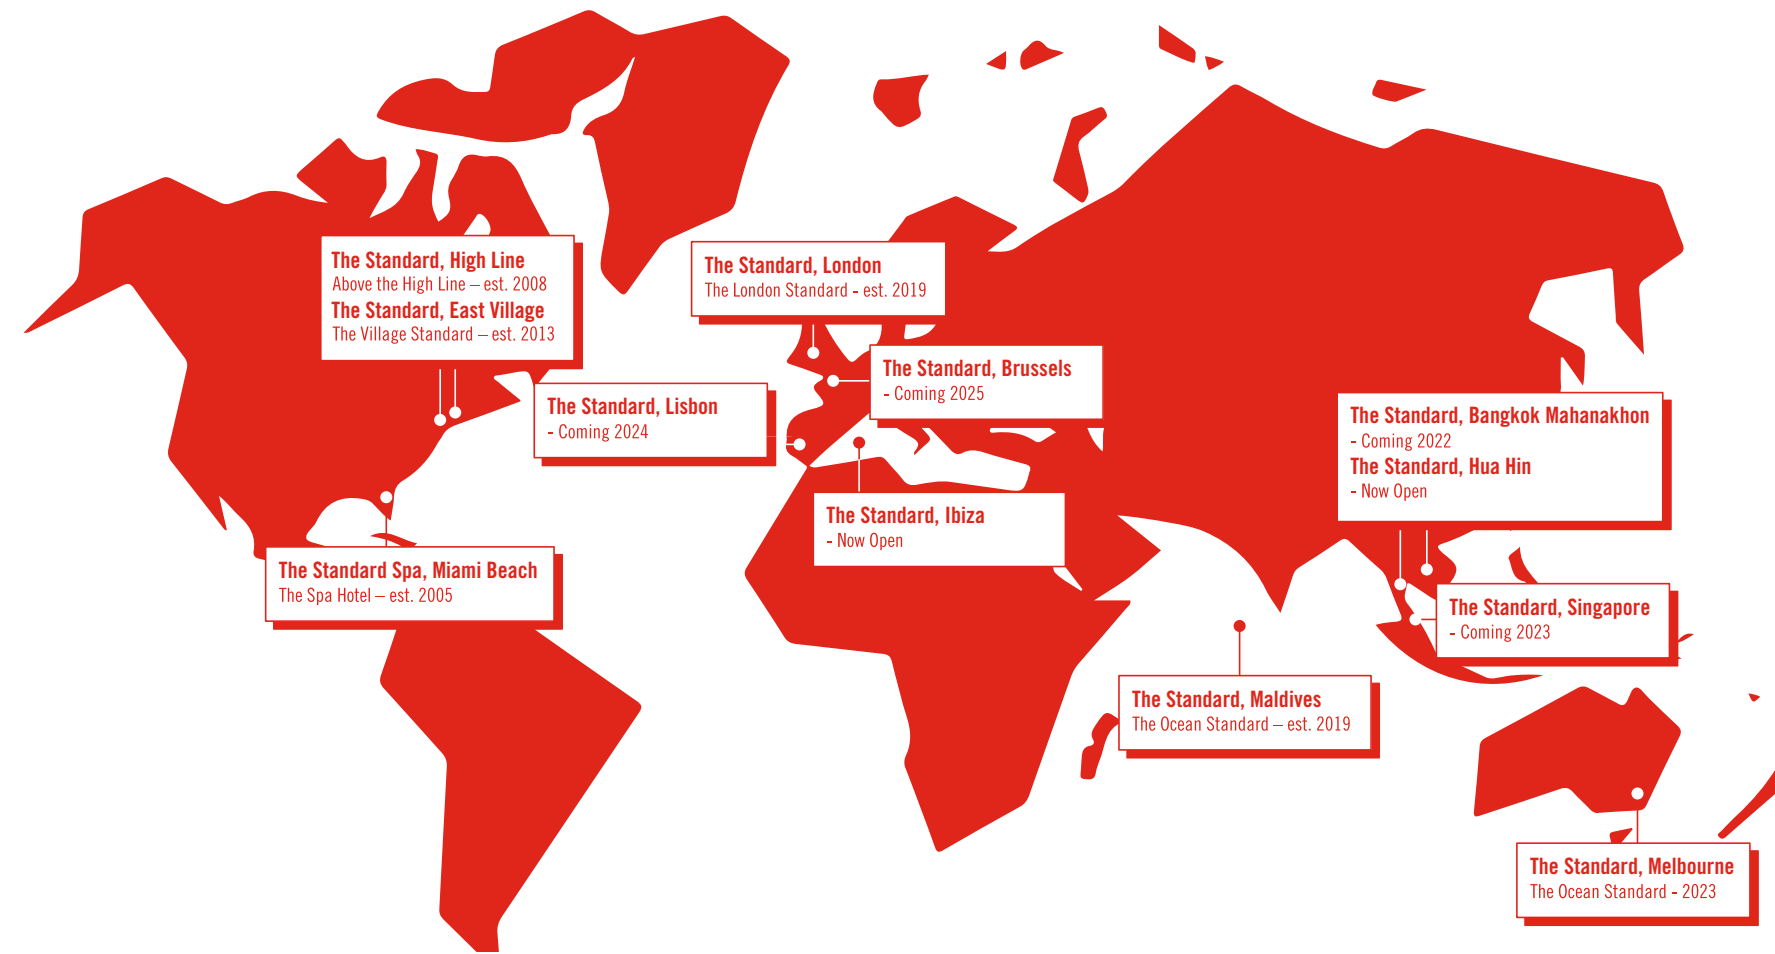 The Standard, High Line
Above the High Line – est. 2008
The Standard, East Village
The Village Standard – est. 2013
The Standard, London
The London Standard - est. 2019
The Standard, Brussels
- Coming 2025
The Standard, Lisbon
- Coming 2024
The Standard, Bangkok Mahanakhon
- Coming 2022
The Standard, Hua Hin
- Now Open
The Standard, Ibiza
- Now Open
The Standard Spa, Miami Beach
The Spa Hotel – est. 2005
The Standard, Singapore
- Coming 2023
The Standard, Maldives
The Ocean Standard – est. 2019
The Standard, Melbourne
The Ocean Standard - 2023